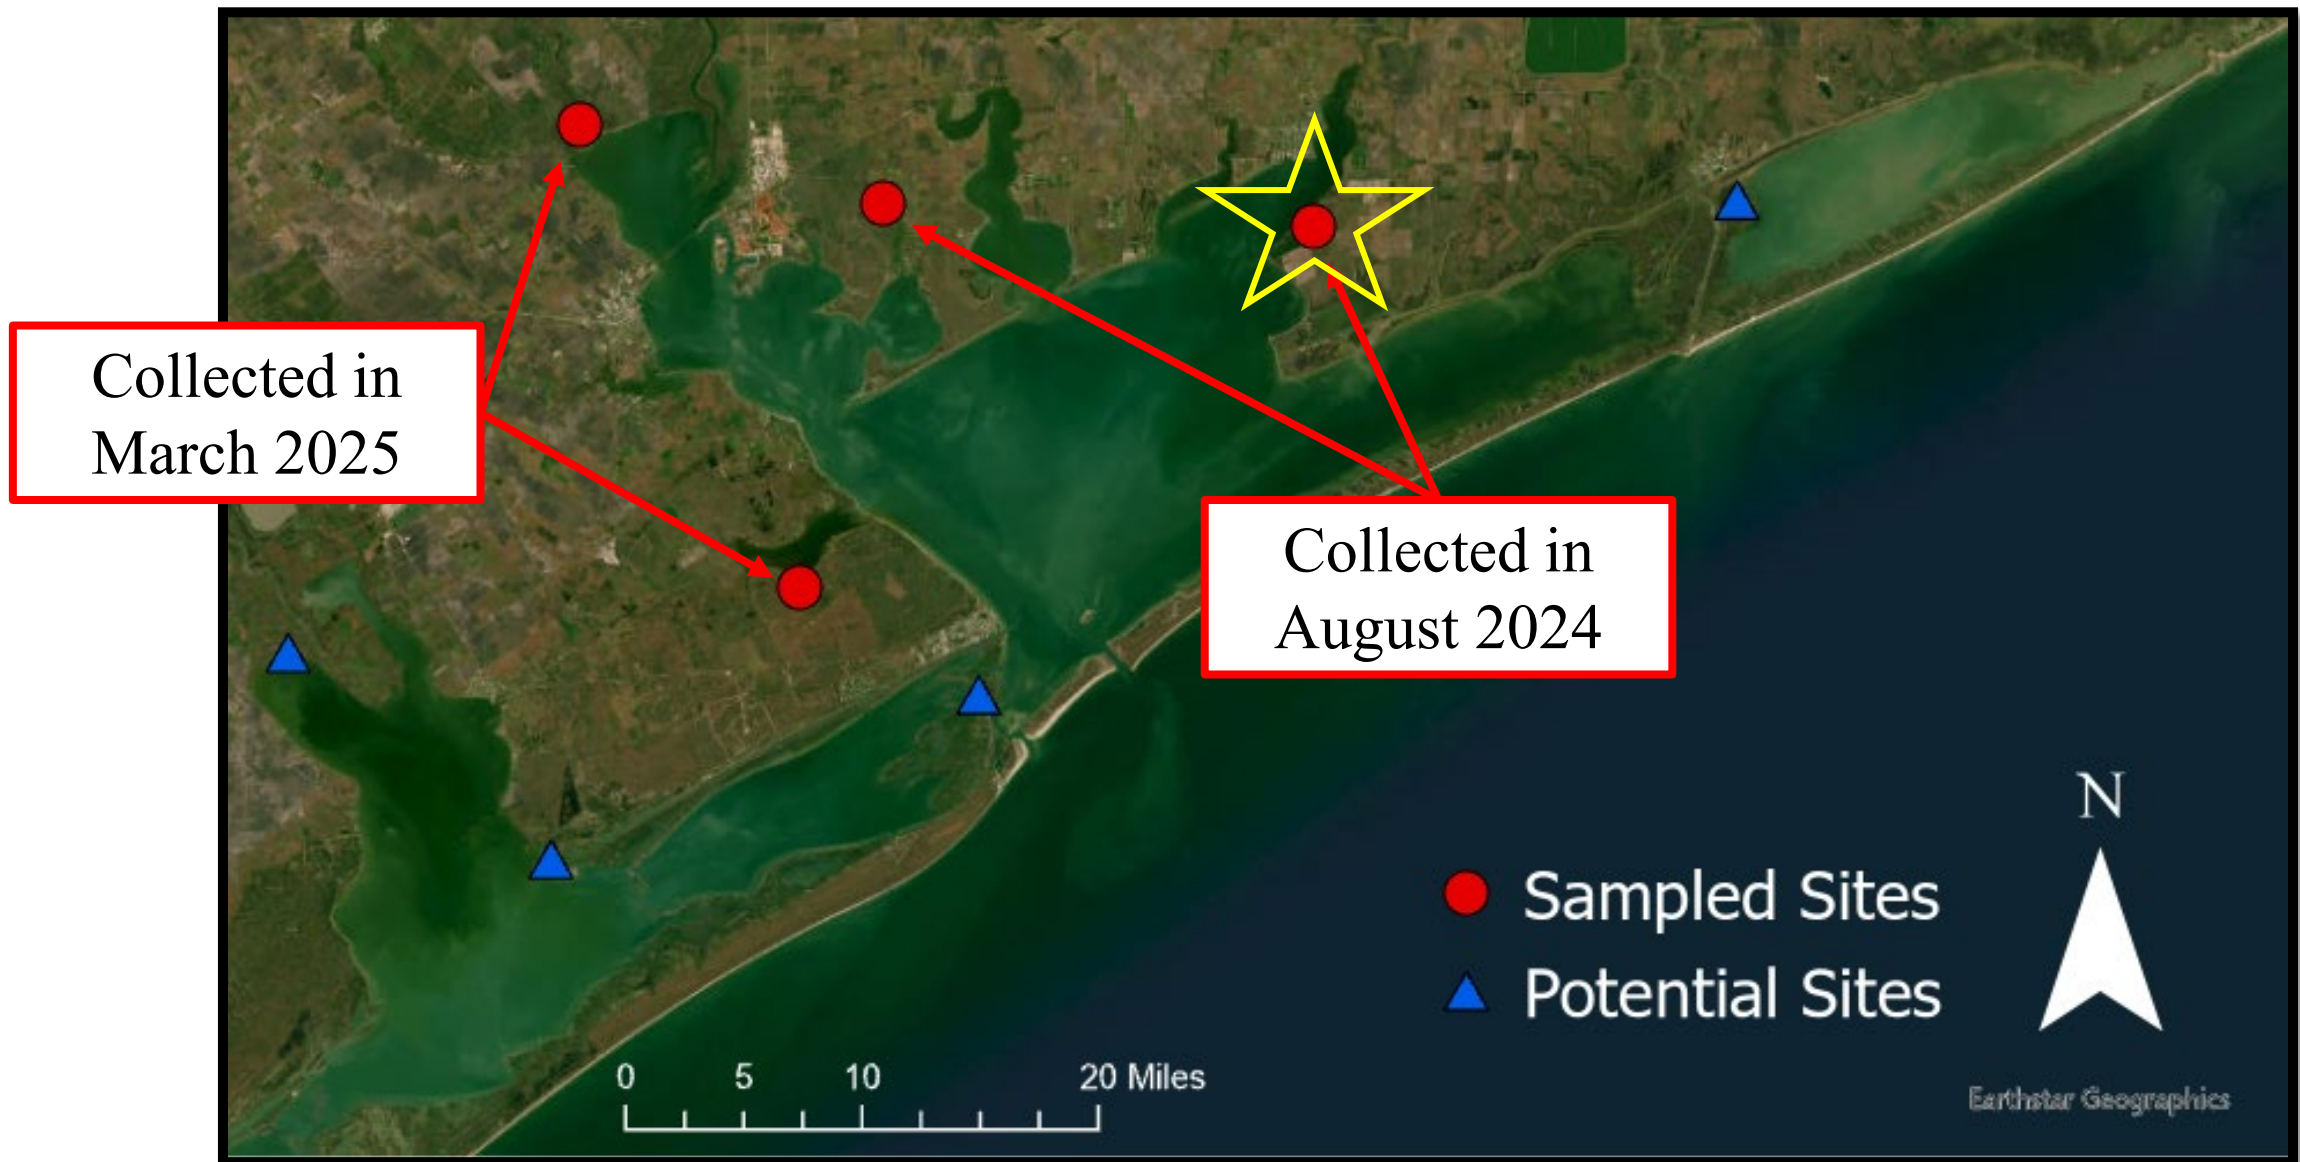 Collected in
March 2025
Collected in
August 2024
N
Sampled Sites
Potential Sites
0 5 10 20 Miles
Earthstar Geographics